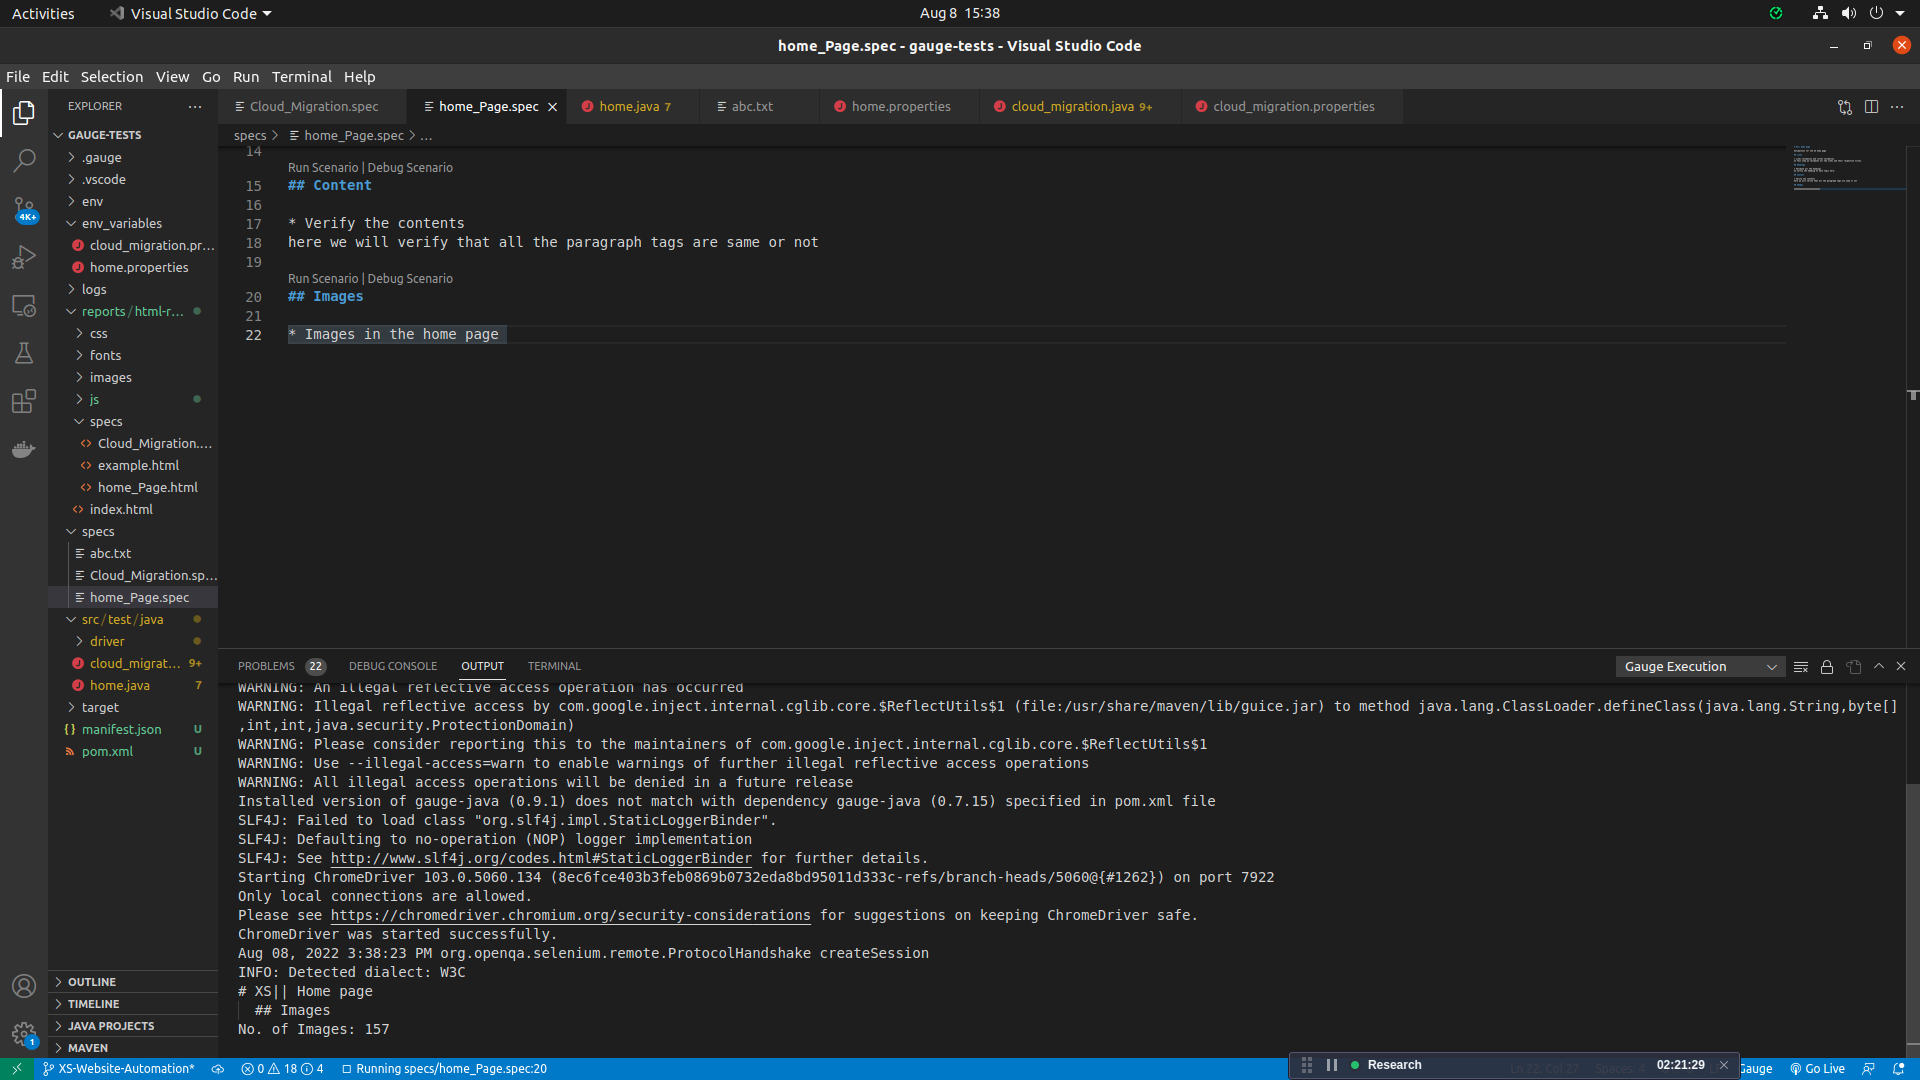 Activities
Visual Studio Code
Aug 8 15:38
home_Page.spec - gauge-tests - Visual Studio Code
File Edit Selection View Go Run Terminal Help
EXPLORER
Cloud_Migration.spec
home_Page.spec
home.java 7
abc.txt
home.properties
cloud_migration.java 9+
cloud_migration.properties
specs > home_Page.spec > ...
GAUGE-TESTS
.gauge
.vscode
env
env_variables
cloud_migration.pr...
home.properties
logs
reports / html-r...
css
fonts
images
js
specs
Cloud_Migration....
example.html
home_Page.html
index.html
specs
abc.txt
Cloud_Migration.sp...
home_Page.spec
src / test / java
driver
cloud_migrat... 9+
home.java 7
target
manifest.json U
pom.xml U
OUTLINE
TIMELINE
JAVA PROJECTS
MAVEN
4K+
1
14
Run Scenario | Debug Scenario
15 ## Content
16
17 * Verify the contents
18 here we will verify that all the paragraph tags are same or not
19
Run Scenario | Debug Scenario
20 ## Images
21
22 * Images in the home page
PROBLEMS 22 DEBUG CONSOLE OUTPUT TERMINAL
Gauge Execution
WARNING: An illegal reflective access operation has occurred
WARNING: Illegal reflective access by com.google.inject.internal.cglib.core.$ReflectUtils$1 (file:/usr/share/maven/lib/guice.jar) to method java.lang.ClassLoader.defineClass(java.lang.String,byte[]
,int,int,java.security.ProtectionDomain)
WARNING: Please consider reporting this to the maintainers of com.google.inject.internal.cglib.core.$ReflectUtils$1
WARNING: Use --illegal-access=warn to enable warnings of further illegal reflective access operations
WARNING: All illegal access operations will be denied in a future release
Installed version of gauge-java (0.9.1) does not match with dependency gauge-java (0.7.15) specified in pom.xml file
SLF4J: Failed to load class "org.slf4j.impl.StaticLoggerBinder".
SLF4J: Defaulting to no-operation (NOP) logger implementation
SLF4J: See http://www.slf4j.org/codes.html#StaticLoggerBinder for further details.
Starting ChromeDriver 103.0.5060.134 (8ec6fce403b3feb0869b0732eda8bd95011d333c-refs/branch-heads/5060@{#1262}) on port 7922
Only local connections are allowed.
Please see https://chromedriver.chromium.org/security-considerations for suggestions on keeping ChromeDriver safe.
ChromeDriver was started successfully.
Aug 08, 2022 3:38:23 PM org.openqa.selenium.remote.ProtocolHandshake createSession
INFO: Detected dialect: W3C
# XS|| Home page
## Images
No. of Images: 157
XS-Website-Automation* 0 18 4 Running specs/home_Page.spec:20
Research 02:21:29
Gauge Go Live